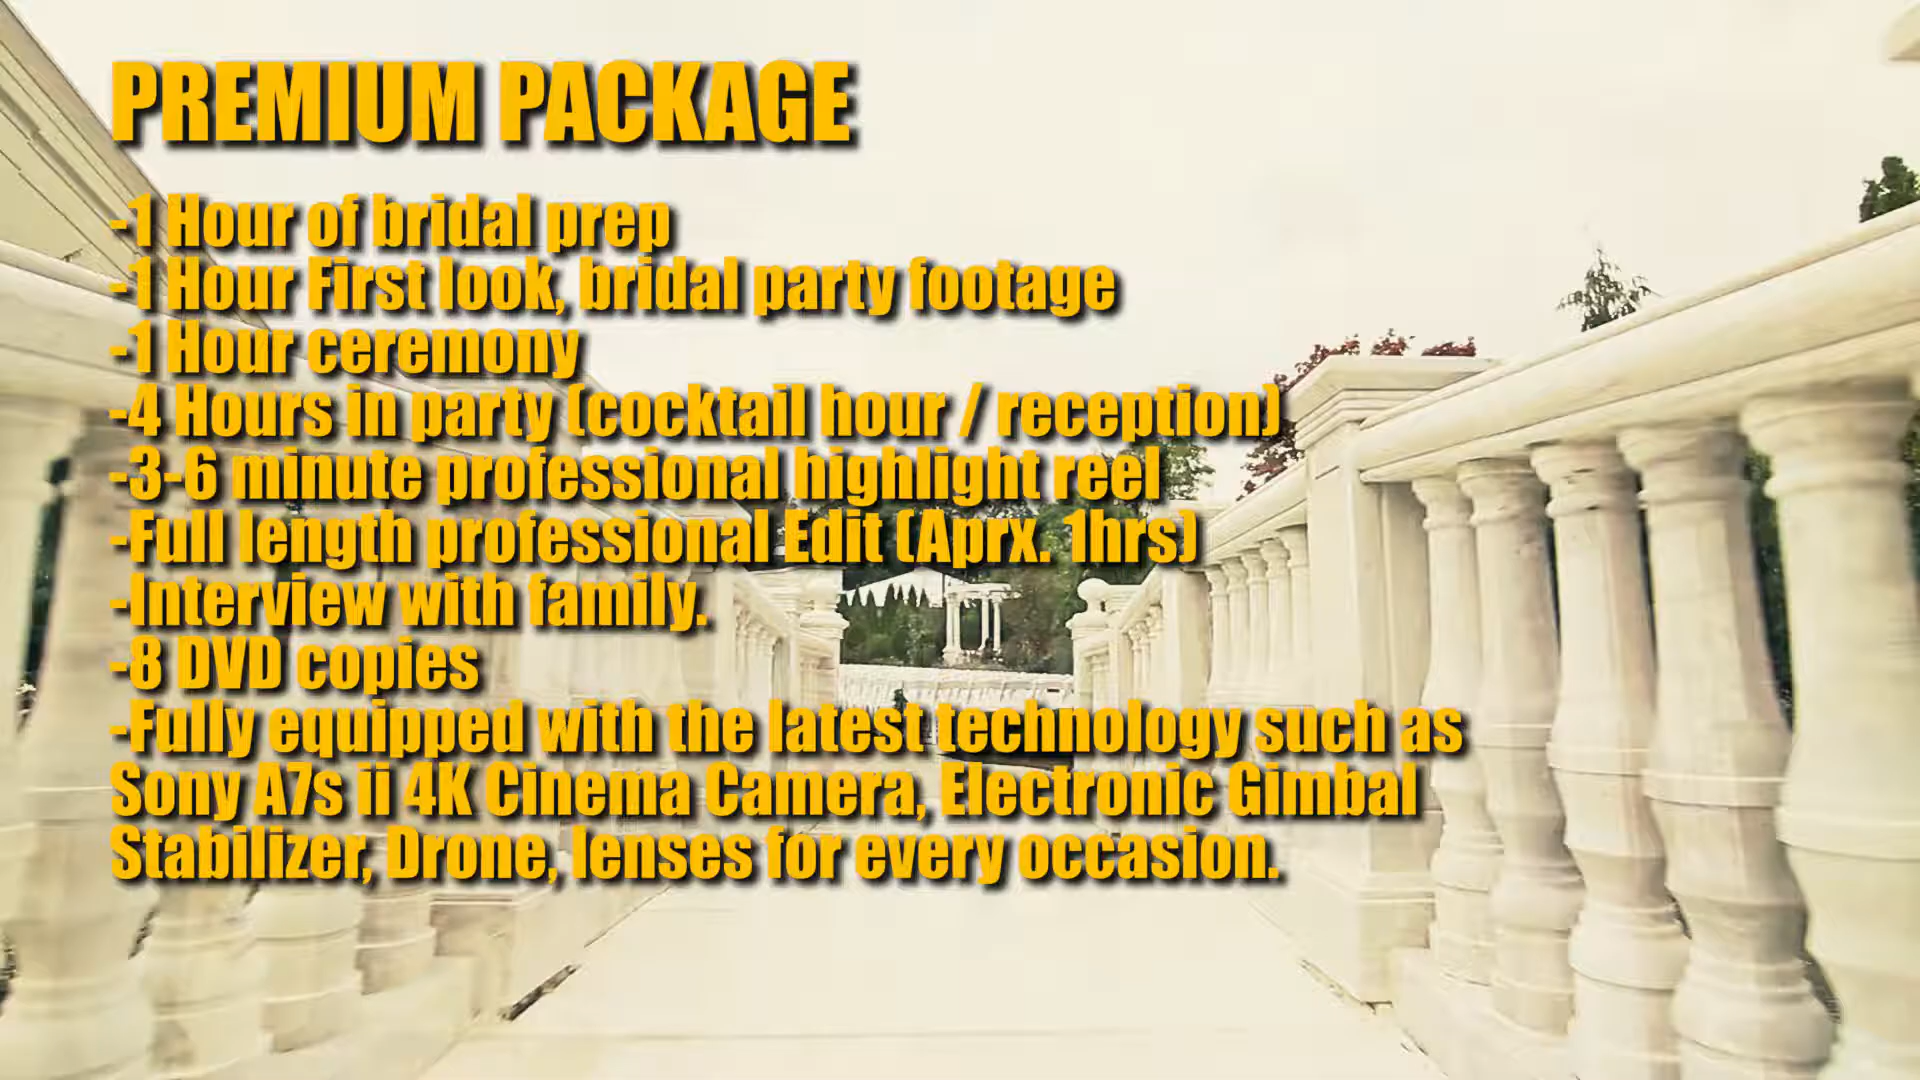 PREMIUM PACKAGE
-1 Hour of bridal prep
-1 Hour First look, bridal party footage
-1 Hour ceremony
-4 Hours in party (cocktail hour / reception)
-3-6 minute professional highlight reel
-Full length professional Edit (Aprx. 1hrs)
-Interview with family.
-8 DVD copies
-Fully equipped with the latest technology such as
Sony A7s ii 4K Cinema Camera, Electronic Gimbal
Stabilizer, Drone, lenses for every occasion.